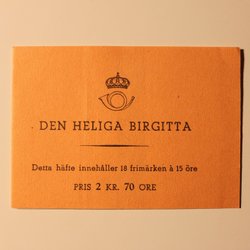 DEN HELIGA BIRGITTA
Detta häfte innehåller 18 frimärken à 15 öre
PRIS 2 KR. 70 ÖRE